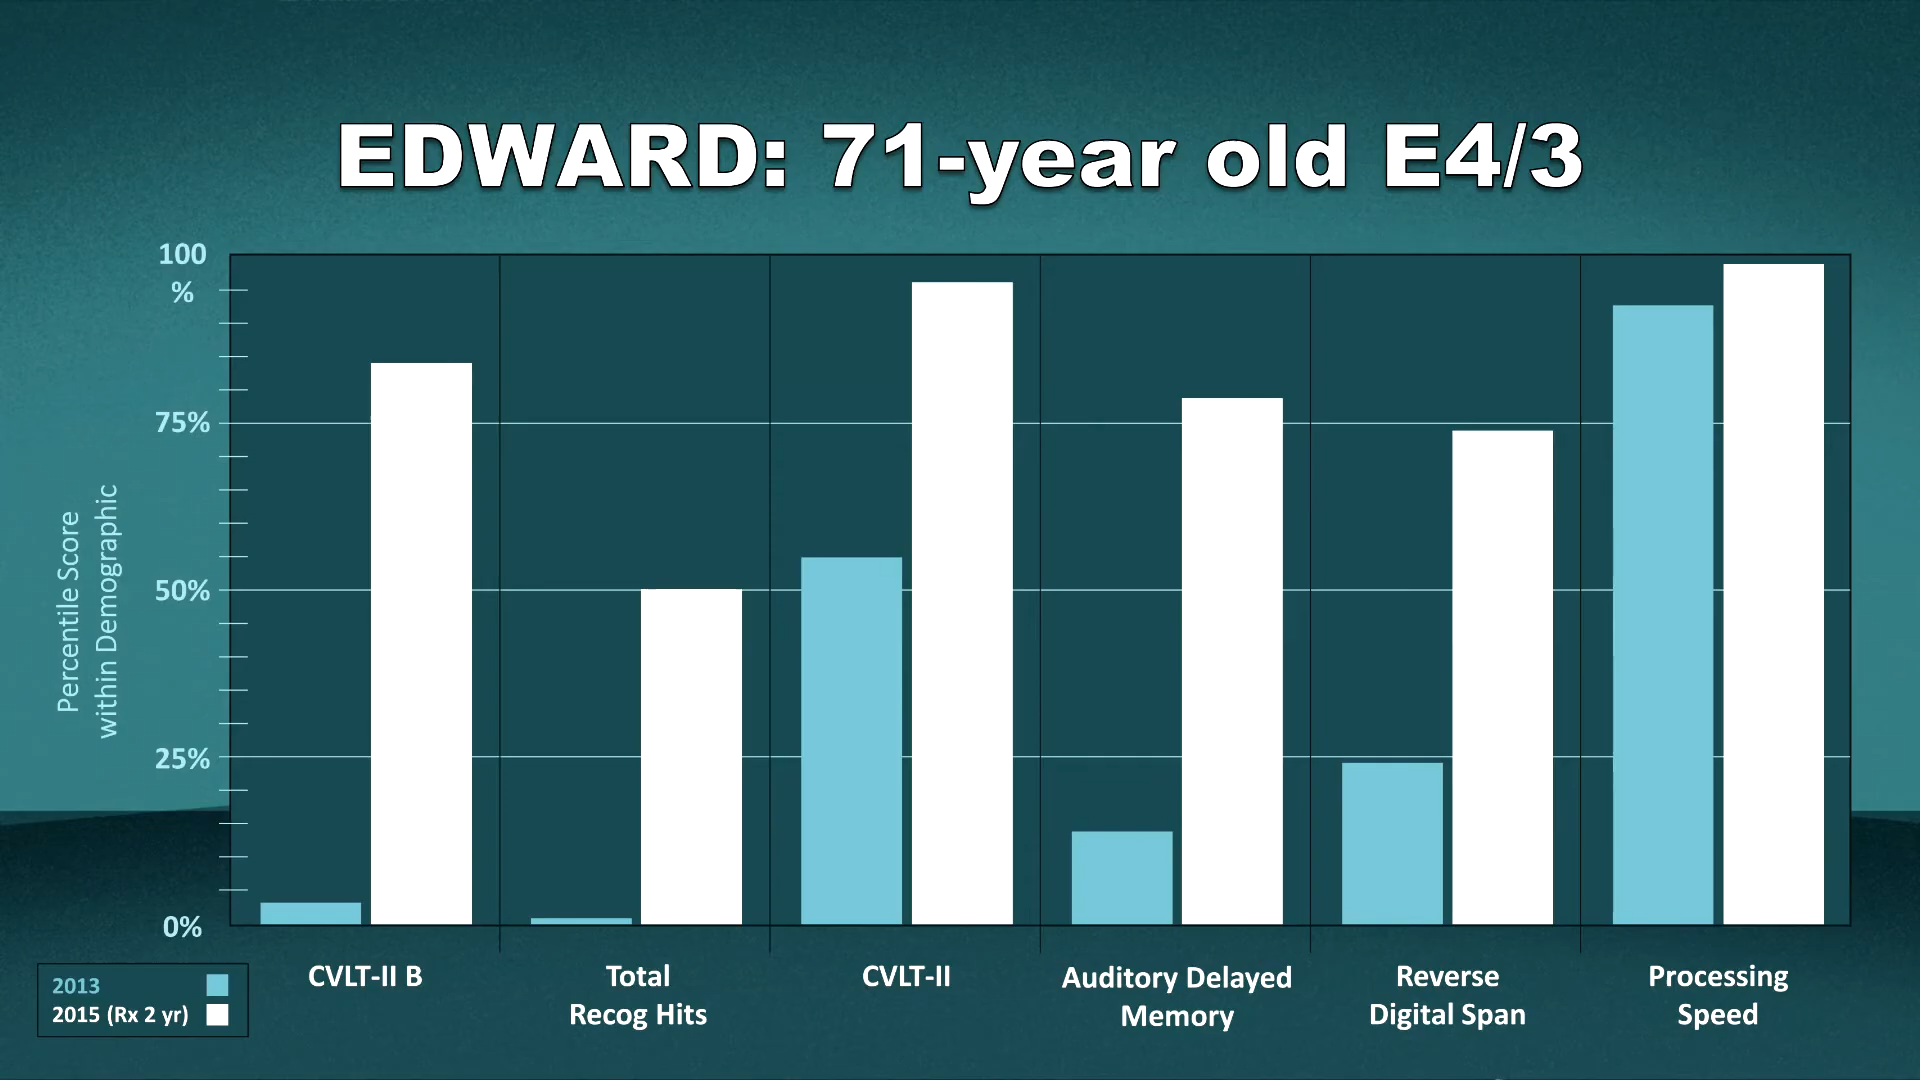 EDWARD: 71-year old E4/3
100
%
75%
50%
25%
0%
Percentile Score
within Demographic
CVLT-II B
Total
Recog Hits
CVLT-II
Auditory Delayed
Memory
Reverse
Digital Span
Processing
Speed
2013
2015 (Rx 2 yr)